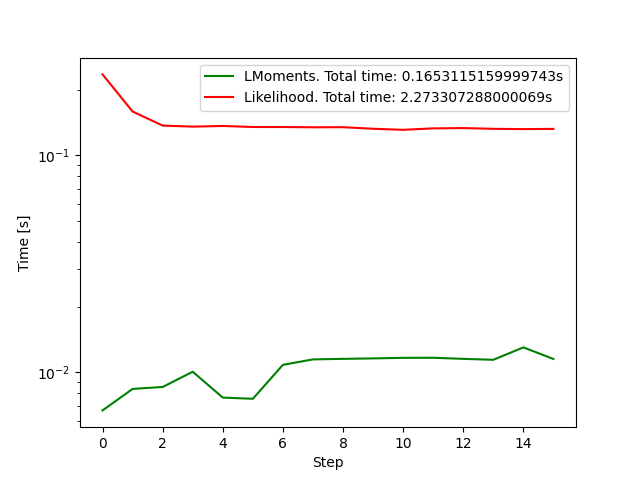 LMoments. Total time: 0.1653115159999743s
Likelihood. Total time: 2.273307288000069s
10⁻¹
10⁻²
Time [s]
0 2 4 6 8 10 12 14
Step